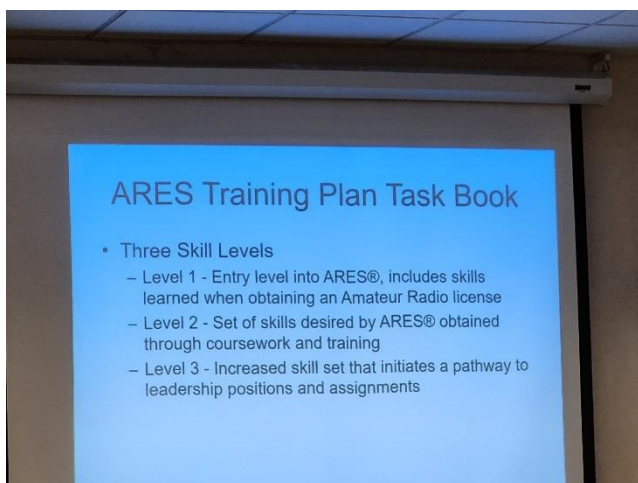 ARES Training Plan Task Book
• Three Skill Levels
– Level 1 - Entry level into ARES®, includes skills
learned when obtaining an Amateur Radio license
– Level 2 - Set of skills desired by ARES® obtained
through coursework and training
– Level 3 - Increased skill set that initiates a pathway to
leadership positions and assignments